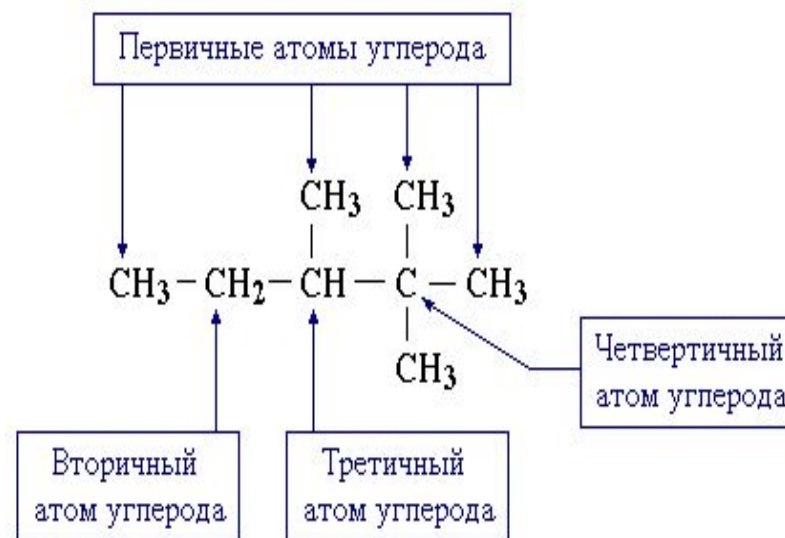 Первичные атомы углерода
CH3 CH3
CH3–CH2–CH–C–CH3
CH3
Четвертичный
атом углерода
Вторичный
атом углерода
Третичный
атом углерода